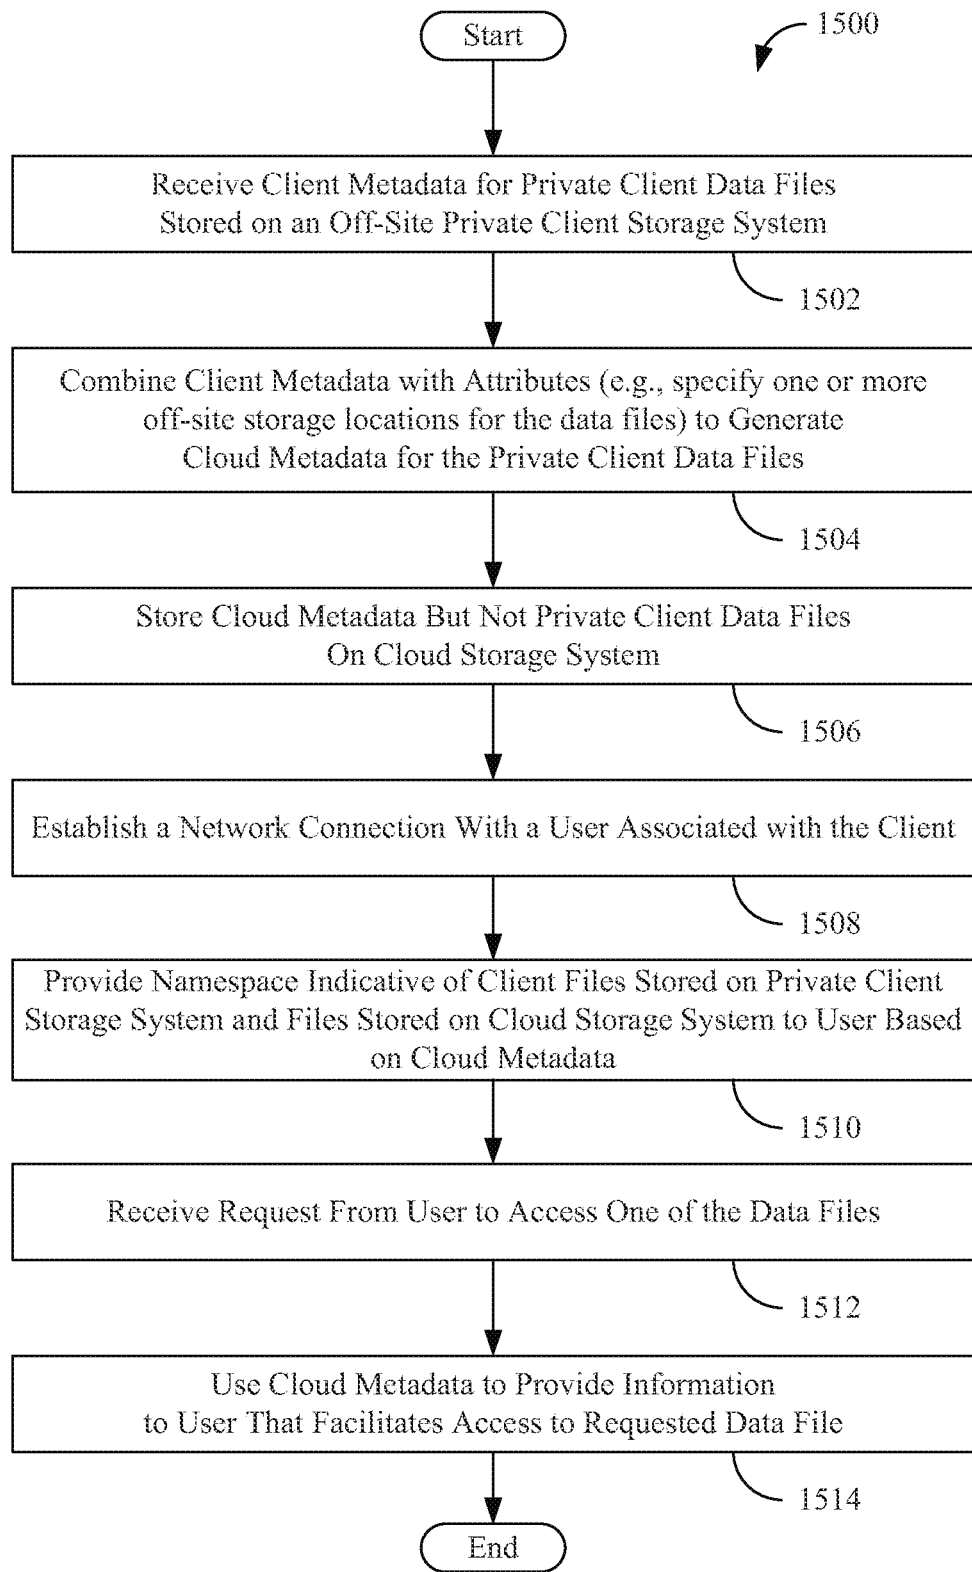 Start
1500
Receive Client Metadata for Private Client Data Files
Stored on an Off-Site Private Client Storage System
1502
Combine Client Metadata with Attributes (e.g., specify one or more
off-site storage locations for the data files) to Generate
Cloud Metadata for the Private Client Data Files
1504
Store Cloud Metadata But Not Private Client Data Files
On Cloud Storage System
1506
Establish a Network Connection With a User Associated with the Client
1508
Provide Namespace Indicative of Client Files Stored on Private Client
Storage System and Files Stored on Cloud Storage System to User Based
on Cloud Metadata
1510
Receive Request From User to Access One of the Data Files
1512
Use Cloud Metadata to Provide Information
to User That Facilitates Access to Requested Data File
1514
End